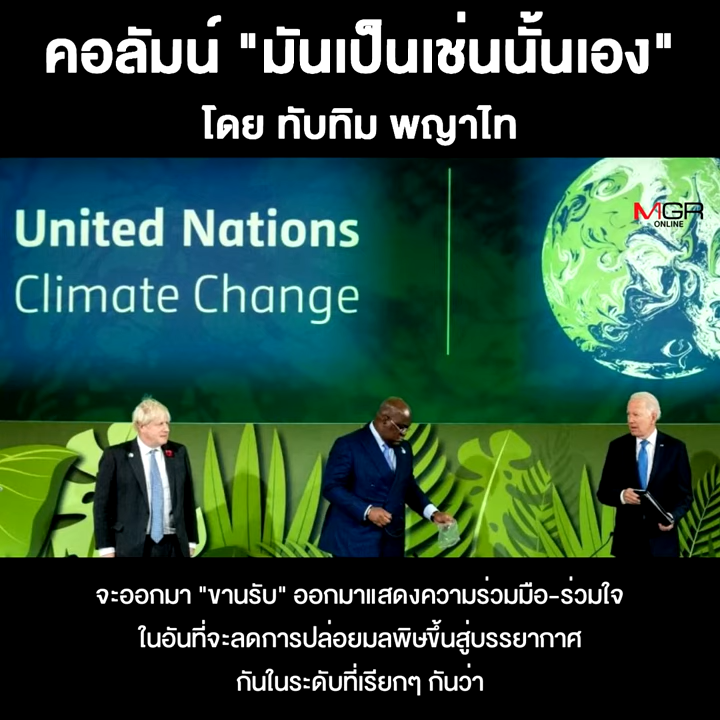 คอลัมน์ "มันเป็นเช่นนั้นเอง"
โดย ทับทิม พญาไท
United Nations
Climate Change
MGR
ONLINE
จะออกมา "ขานรับ" ออกมาแสดงความร่วมมือ-ร่วมใจ
ในอันที่จะลดการปล่อยมลพิษขึ้นสู่บรรยากาศ
กันในระดับที่เรียกๆ กันว่า